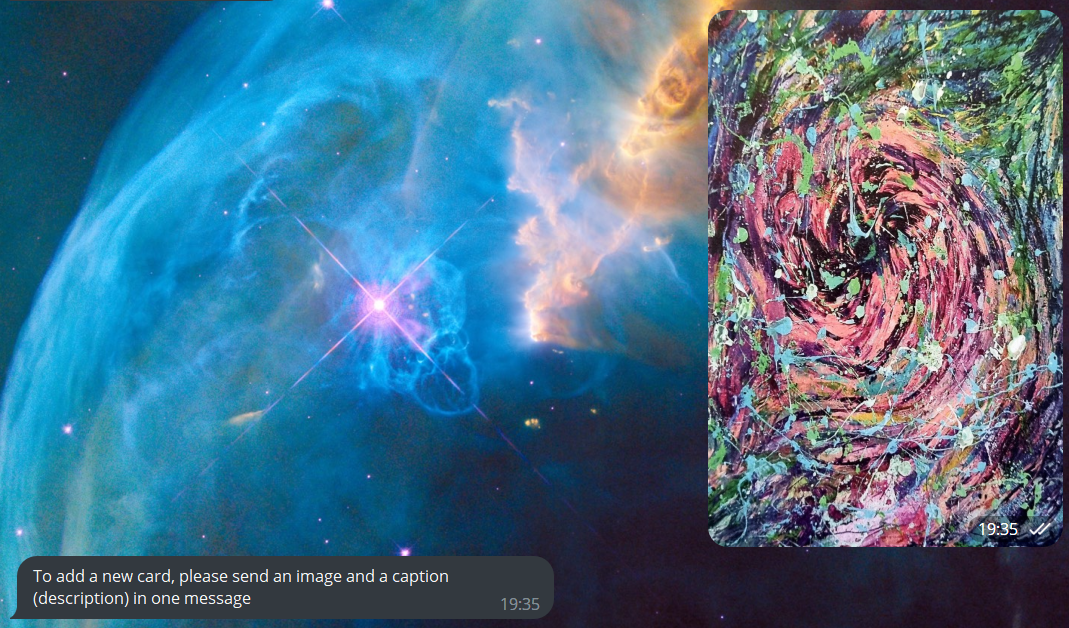 19:35
To add a new card, please send an image and a caption
(description) in one message
19:35